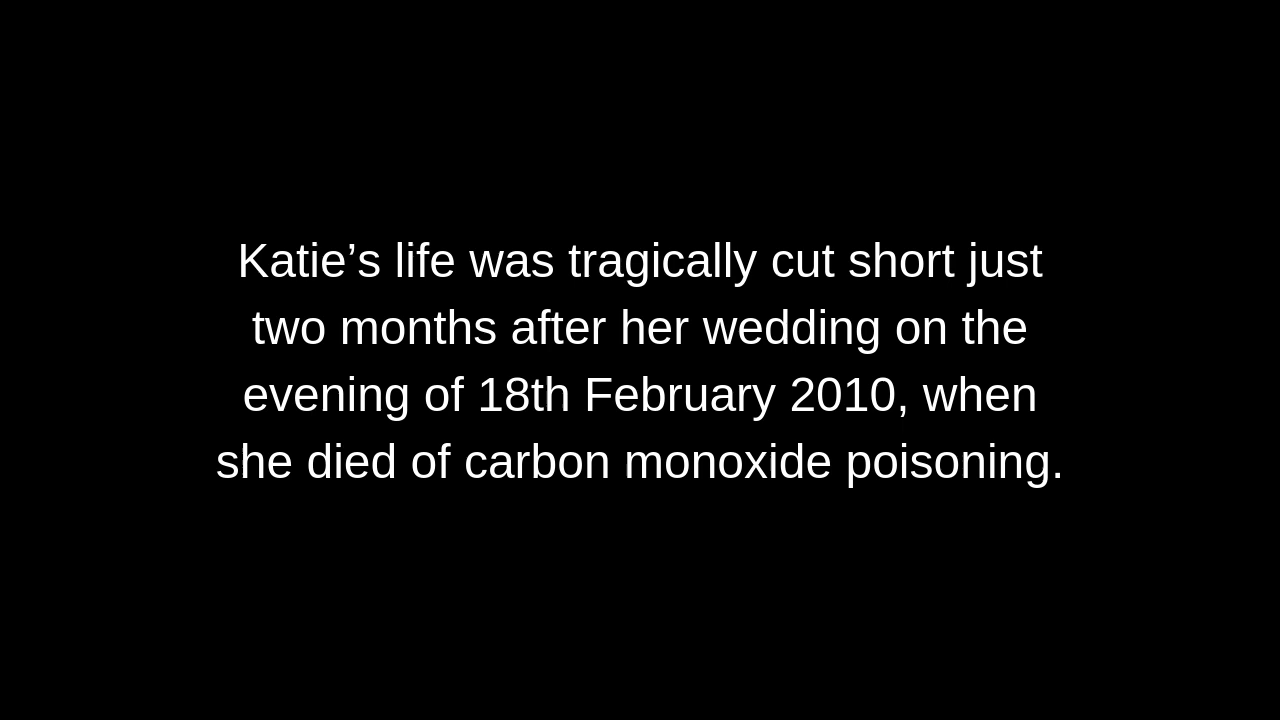 Katie’s life was tragically cut short just
two months after her wedding on the
evening of 18th February 2010, when
she died of carbon monoxide poisoning.